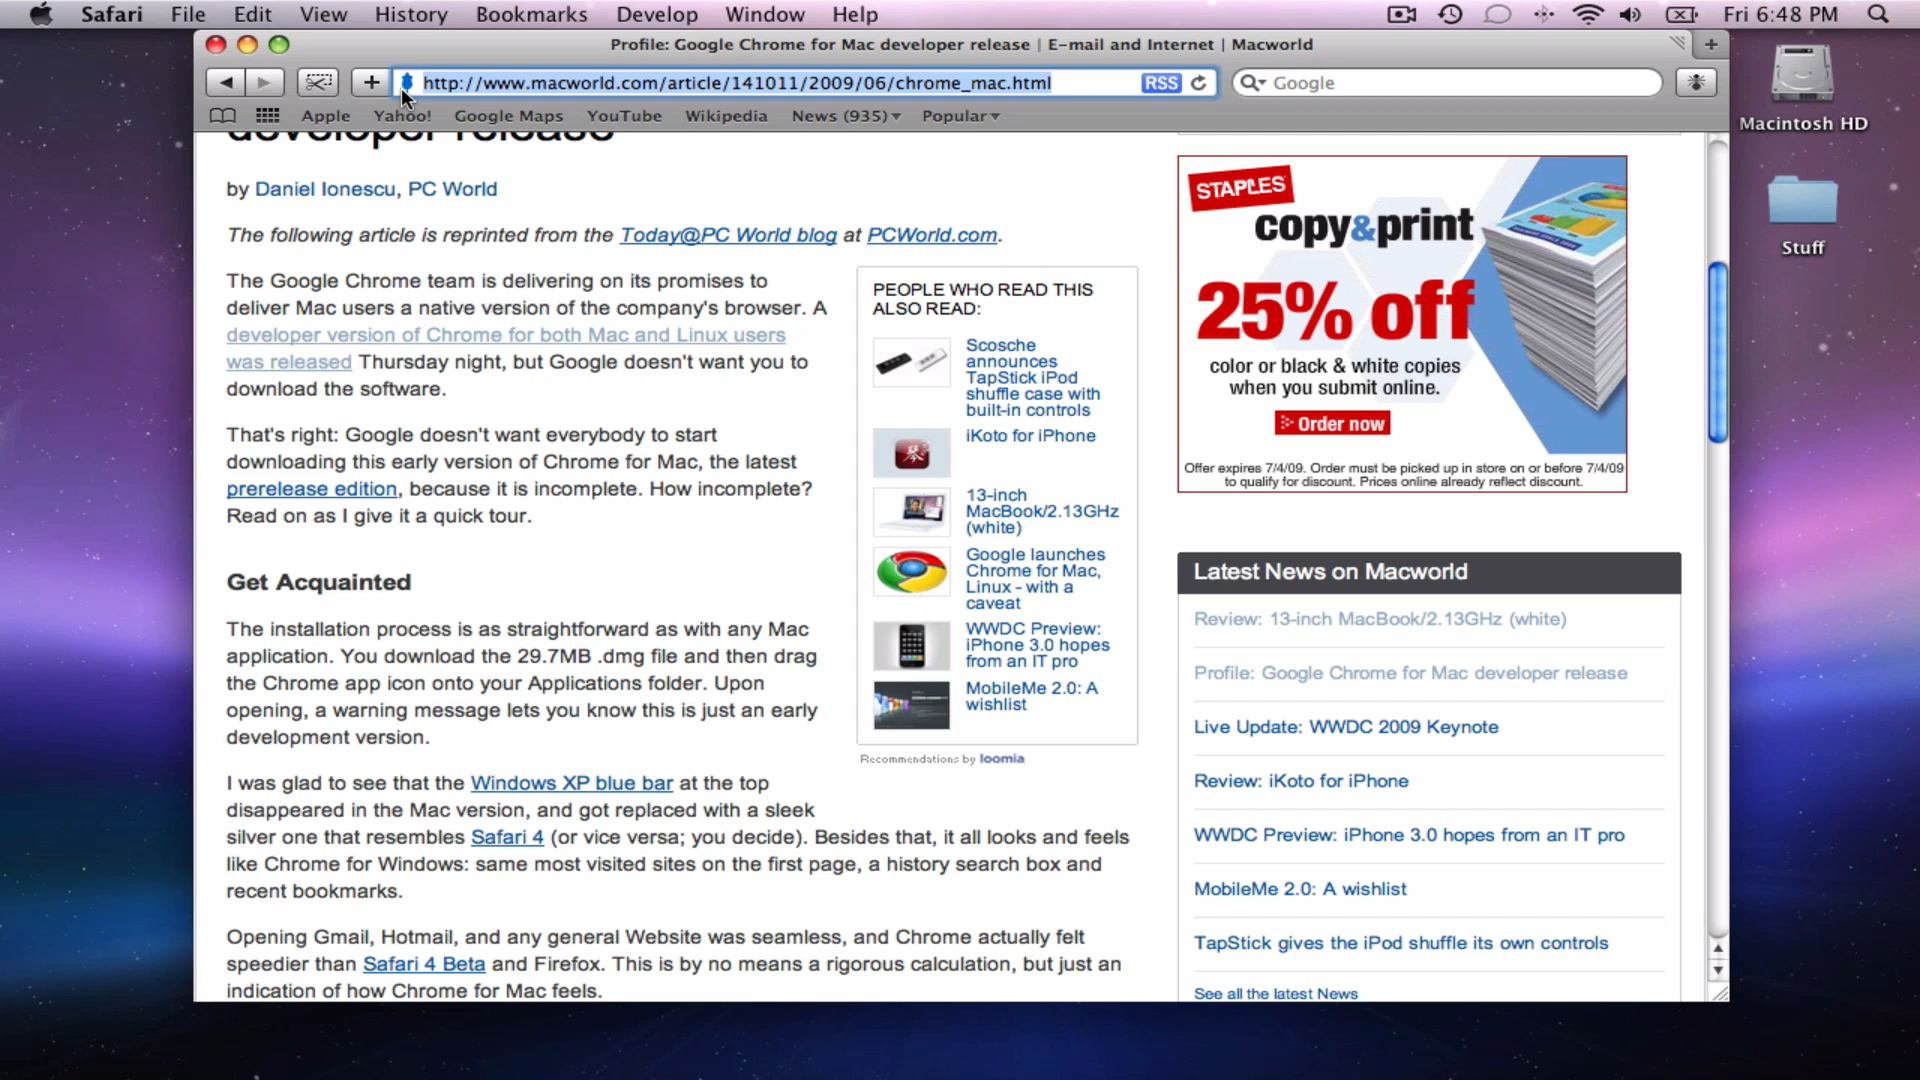 Safari File Edit View History Bookmarks Develop Window Help Fri 6:48 PM
Profile: Google Chrome for Mac developer release | E-mail and Internet | Macworld
http://www.macworld.com/article/141011/2009/06/chrome_mac.html RSS Google
Apple Yahoo! Google Maps YouTube Wikipedia News (935) Popular
Macintosh HD
Stuff
developer release
by Daniel Ionescu, PC World
The following article is reprinted from the Today@PC World blog at PCWorld.com.
The Google Chrome team is delivering on its promises to
deliver Mac users a native version of the company's browser. A
developer version of Chrome for both Mac and Linux users
was released Thursday night, but Google doesn't want you to
download the software.
That's right: Google doesn't want everybody to start
downloading this early version of Chrome for Mac, the latest
prerelease edition, because it is incomplete. How incomplete?
Read on as I give it a quick tour.
Get Acquainted
The installation process is as straightforward as with any Mac
application. You download the 29.7MB .dmg file and then drag
the Chrome app icon onto your Applications folder. Upon
opening, a warning message lets you know this is just an early
development version.
I was glad to see that the Windows XP blue bar at the top
disappeared in the Mac version, and got replaced with a sleek
silver one that resembles Safari 4 (or vice versa; you decide). Besides that, it all looks and feels
like Chrome for Windows: same most visited sites on the first page, a history search box and
recent bookmarks.
Opening Gmail, Hotmail, and any general Website was seamless, and Chrome actually felt
speedier than Safari 4 Beta and Firefox. This is by no means a rigorous calculation, but just an
indication of how Chrome for Mac feels.
PEOPLE WHO READ THIS
ALSO READ:
Scosche
announces
TapStick iPod
shuffle case with
built-in controls
iKoto for iPhone
13-inch
MacBook/2.13GHz
(white)
Google launches
Chrome for Mac,
Linux - with a
caveat
WWDC Preview:
iPhone 3.0 hopes
from an IT pro
MobileMe 2.0: A
wishlist
Recommendations by loomia
STAPLES
copy&print
25% off
color or black & white copies
when you submit online.
Order now
Offer expires 7/4/09. Order must be picked up in store on or before 7/4/09
to qualify for discount. Prices online already reflect discount.
Latest News on Macworld
Review: 13-inch MacBook/2.13GHz (white)
Profile: Google Chrome for Mac developer release
Live Update: WWDC 2009 Keynote
Review: iKoto for iPhone
WWDC Preview: iPhone 3.0 hopes from an IT pro
MobileMe 2.0: A wishlist
TapStick gives the iPod shuffle its own controls
See all the latest News